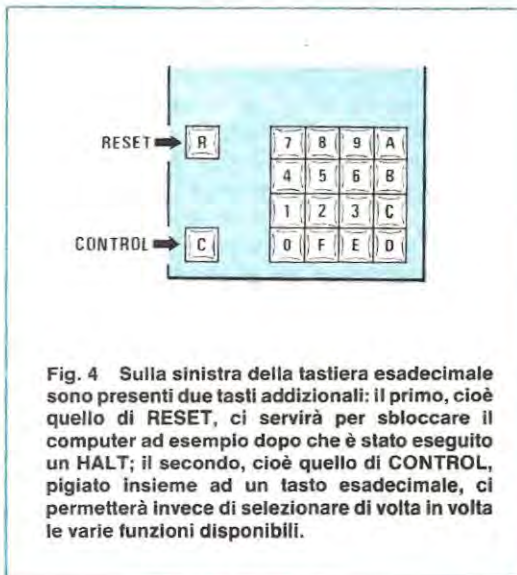 RESET R 7 8 9 A
4 5 6 B
1 2 3 C
CONTROL C 0 F E D
Fig. 4 Sulla sinistra della tastiera esadecimale
sono presenti due tasti addizionali: il primo, cioè
quello di RESET, ci servirà per sbloccare il
computer ad esempio dopo che è stato eseguito
un HALT; il secondo, cioè quello di CONTROL,
pigiato insieme ad un tasto esadecimale, ci
permetterà invece di selezionare di volta in volta
le varie funzioni disponibili.